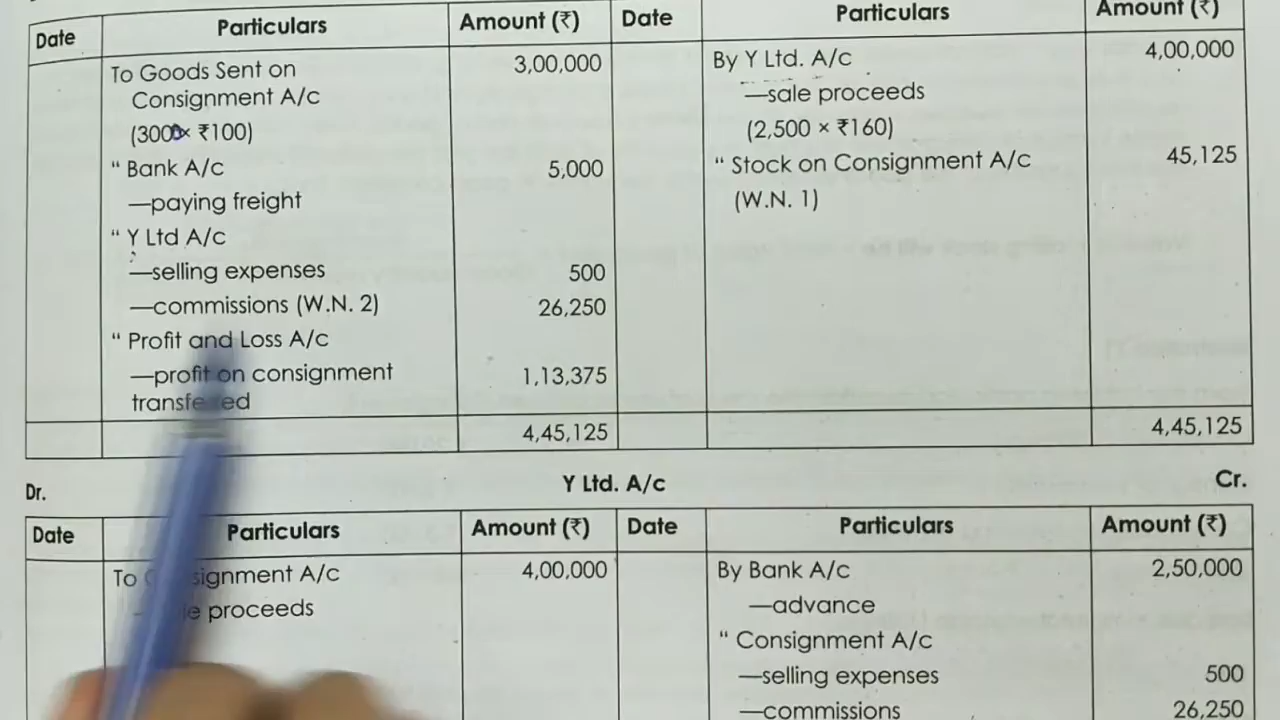 Date Particulars Amount (₹) Date Particulars Amount (₹)
To Goods Sent on 3,00,000 By Y Ltd. A/c 4,00,000
Consignment A/c —sale proceeds
(3000× ₹100) (2,500 × ₹160)
“ Bank A/c 5,000 “ Stock on Consignment A/c 45,125
—paying freight (W.N. 1)
“ Y Ltd A/c
—selling expenses 500
—commissions (W.N. 2) 26,250
“ Profit and Loss A/c
—profit on consignment 1,13,375
transferred
4,45,125 4,45,125
Dr. Y Ltd. A/c Cr.
Date Particulars Amount (₹) Date Particulars Amount (₹)
To Consignment A/c 4,00,000 By Bank A/c 2,50,000
proceeds —advance
“ Consignment A/c
—selling expenses 500
—commissions 26,250